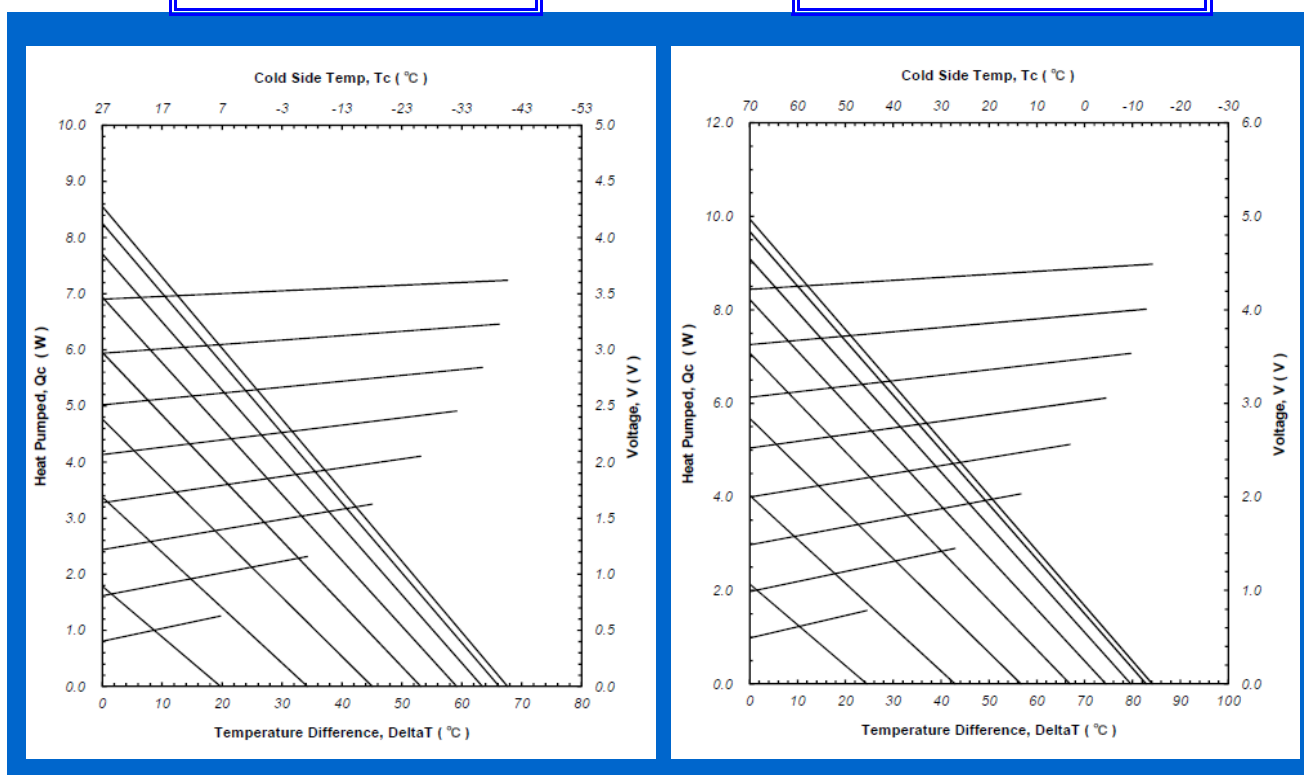 Cold Side Temp, Tc ( °C )
27 17 7 -3 -13 -23 -33 -43 -53
10.0 9.0 8.0 7.0 6.0 5.0 4.0 3.0 2.0 1.0 0.0
Heat Pumped, Qc ( W )
5.0 4.5 4.0 3.5 3.0 2.5 2.0 1.5 1.0 0.5 0.0
Voltage, V ( V )
0 10 20 30 40 50 60 70 80
Temperature Difference, DeltaT ( °C )
Cold Side Temp, Tc ( °C )
70 60 50 40 30 20 10 0 -10 -20 -30
12.0 10.0 8.0 6.0 4.0 2.0 0.0
Heat Pumped, Qc ( W )
6.0 5.0 4.0 3.0 2.0 1.0 0.0
Voltage, V ( V )
0 10 20 30 40 50 60 70 80 90 100
Temperature Difference, DeltaT ( °C )